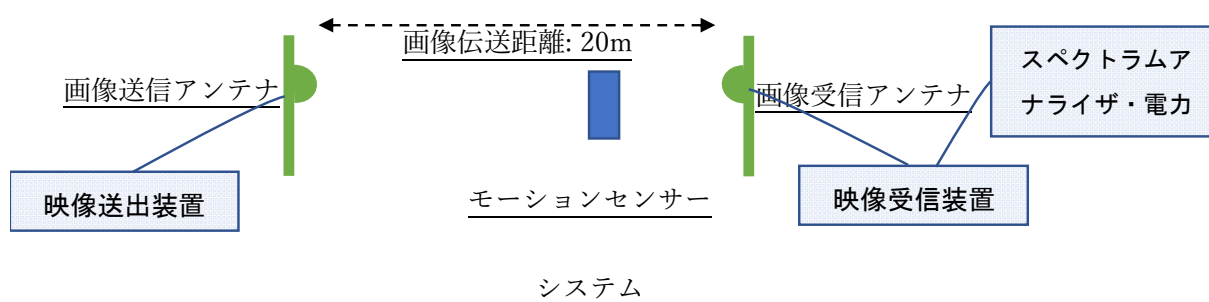 画像伝送距離: 20m
画像送信アンテナ
画像受信アンテナ
スペクトラムア
ナライザ・電力
映像送出装置
モーションセンサー
映像受信装置
システム